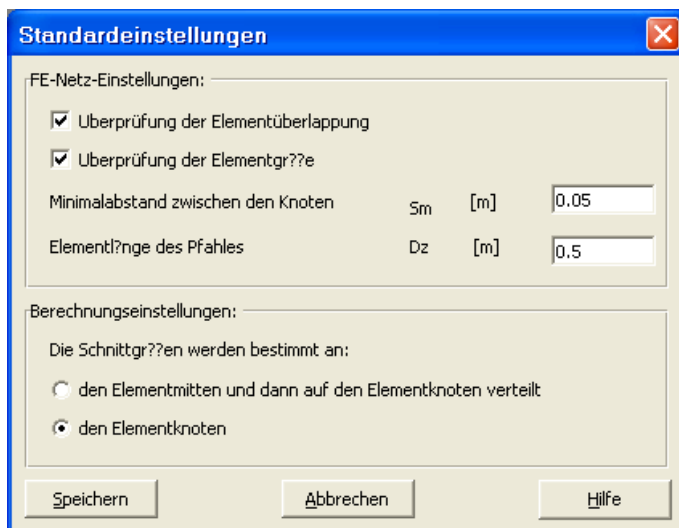 Standardeinstellungen
FE-Netz-Einstellungen:
Uberprüfung der Elementüberlappung
Uberprüfung der Elementgr??e
Minimalabstand zwischen den Knoten Sm [m] 0.05
Elementl?nge des Pfahles Dz [m] 0.5
Berechnungseinstellungen:
Die Schnittgr??en werden bestimmt an:
den Elementmitten und dann auf den Elementknoten verteilt
den Elementknoten
Speichern Abbrechen Hilfe